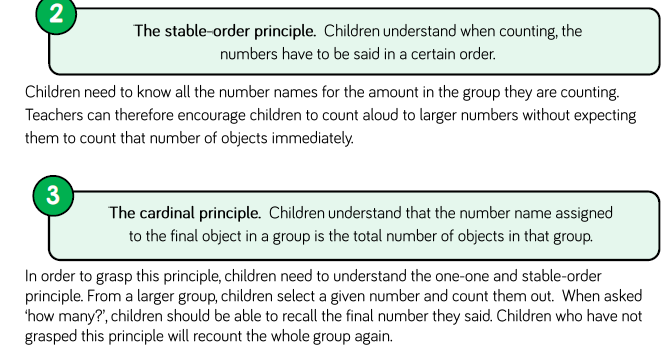 2
The stable-order principle. Children understand when counting, the
numbers have to be said in a certain order.
Children need to know all the number names for the amount in the group they are counting.
Teachers can therefore encourage children to count aloud to larger numbers without expecting
them to count that number of objects immediately.
3
The cardinal principle. Children understand that the number name assigned
to the final object in a group is the total number of objects in that group.
In order to grasp this principle, children need to understand the one-one and stable-order
principle. From a larger group, children select a given number and count them out. When asked
‘how many?’, children should be able to recall the final number they said. Children who have not
grasped this principle will recount the whole group again.